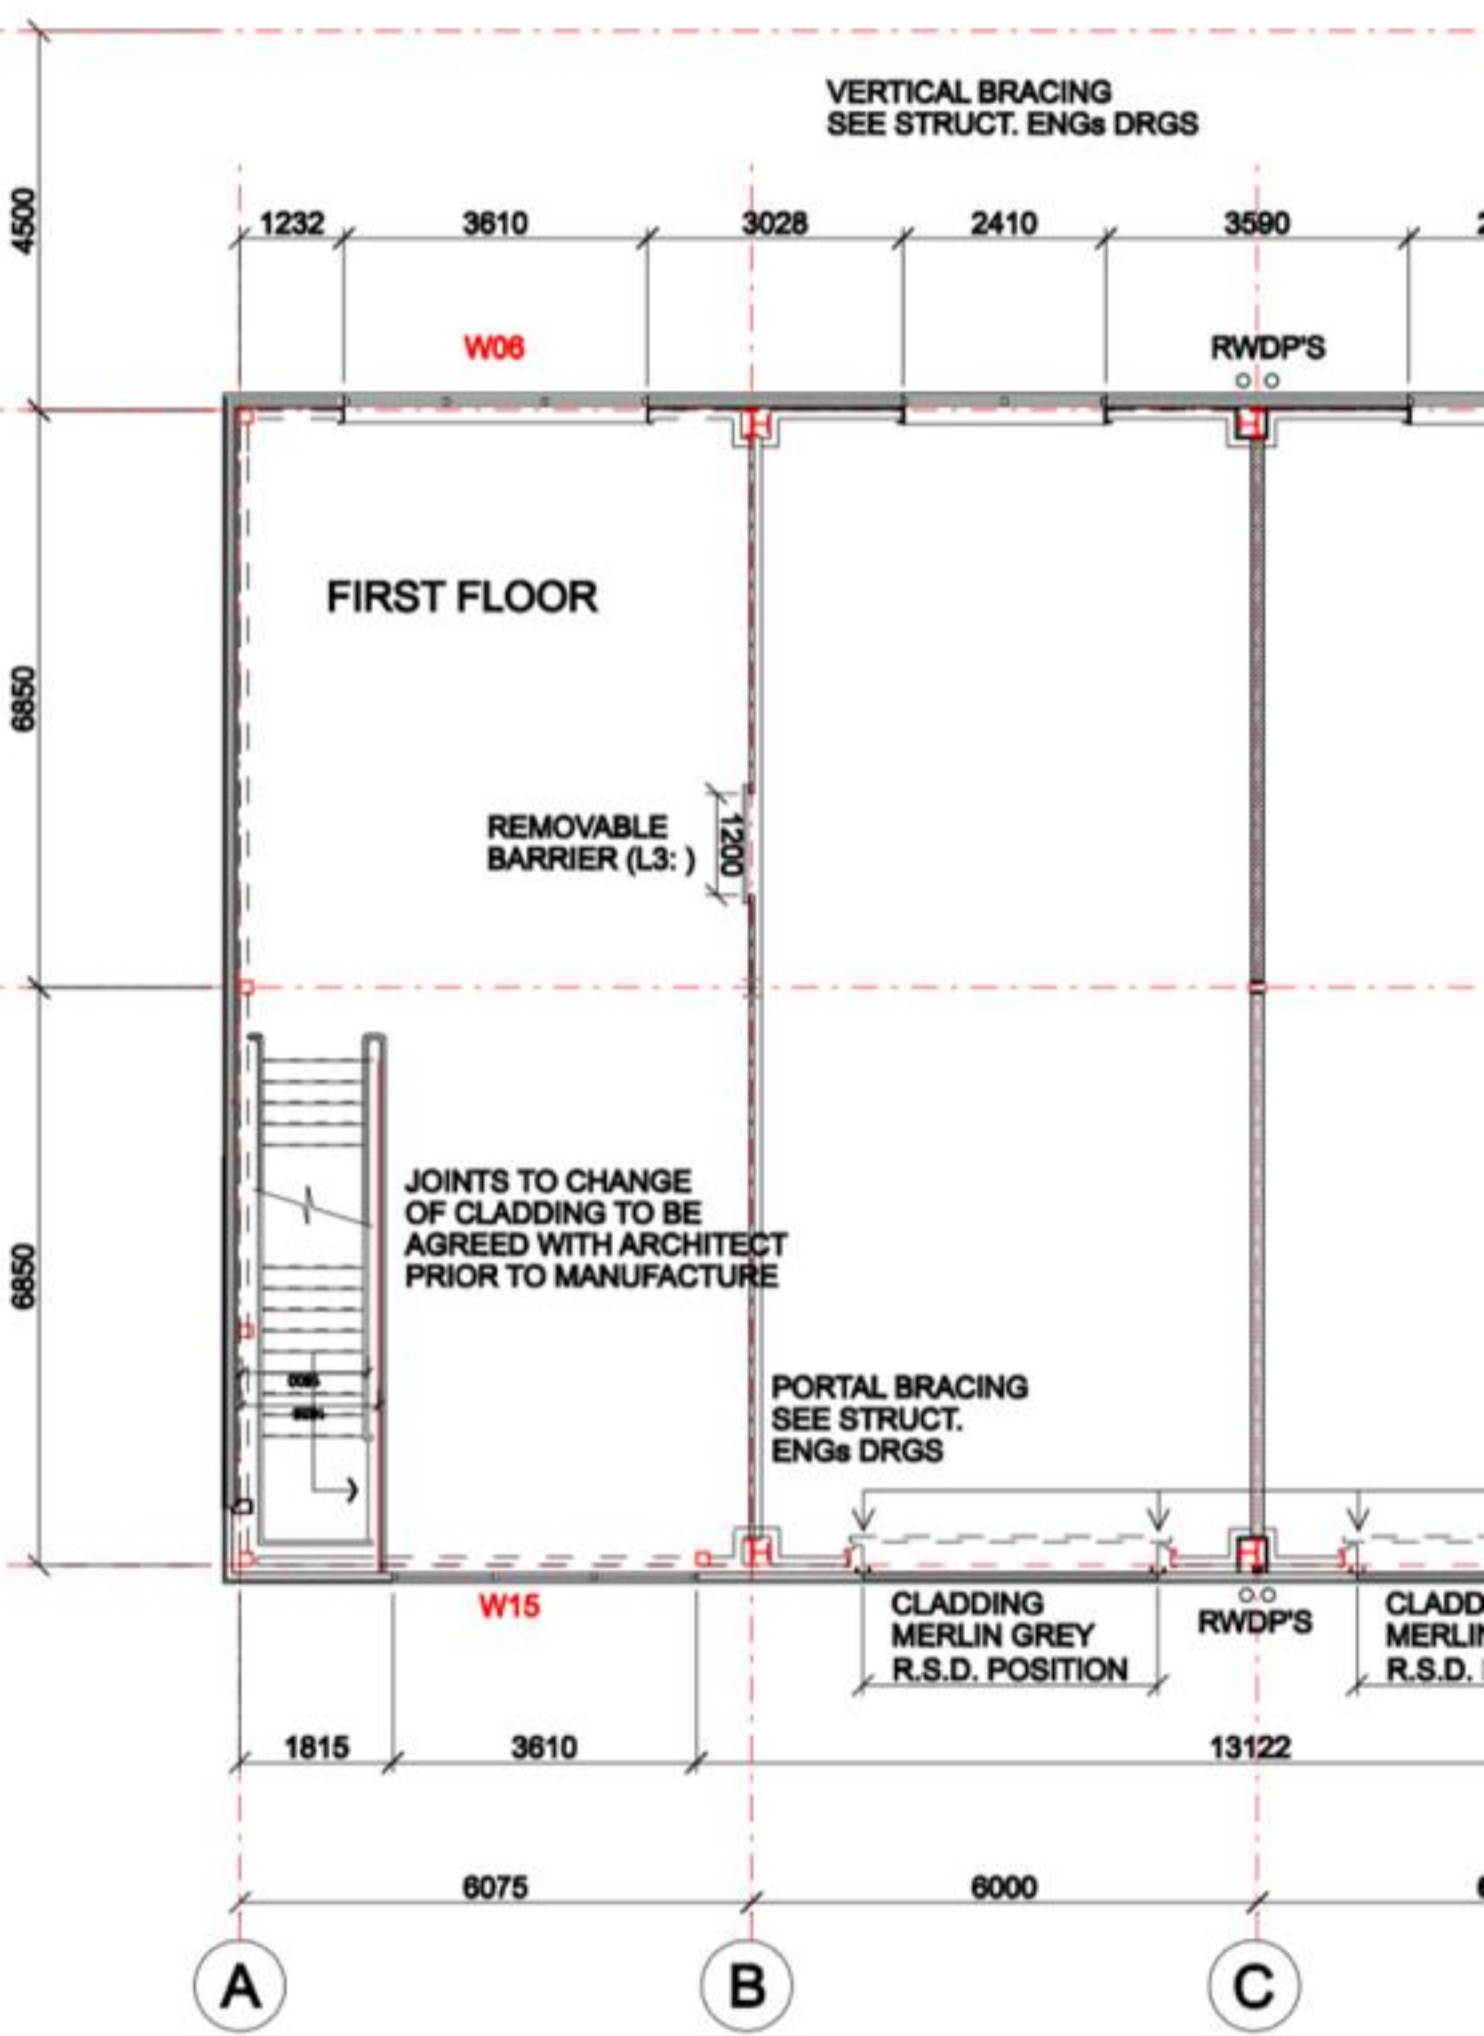 VERTICAL BRACING
SEE STRUCT. ENGs DRGS
4500
1232 3610 3028 2410 3590
W06
RWDP'S
FIRST FLOOR
6850
REMOVABLE
BARRIER (L3: )
1200
JOINTS TO CHANGE
OF CLADDING TO BE
AGREED WITH ARCHITECT
PRIOR TO MANUFACTURE
6850
PORTAL BRACING
SEE STRUCT.
ENGs DRGS
W15
CLADDING
MERLIN GREY
R.S.D. POSITION
RWDP'S
CLADD
MERLIN
R.S.D.
1815 3610 13122
6075 6000
A B C